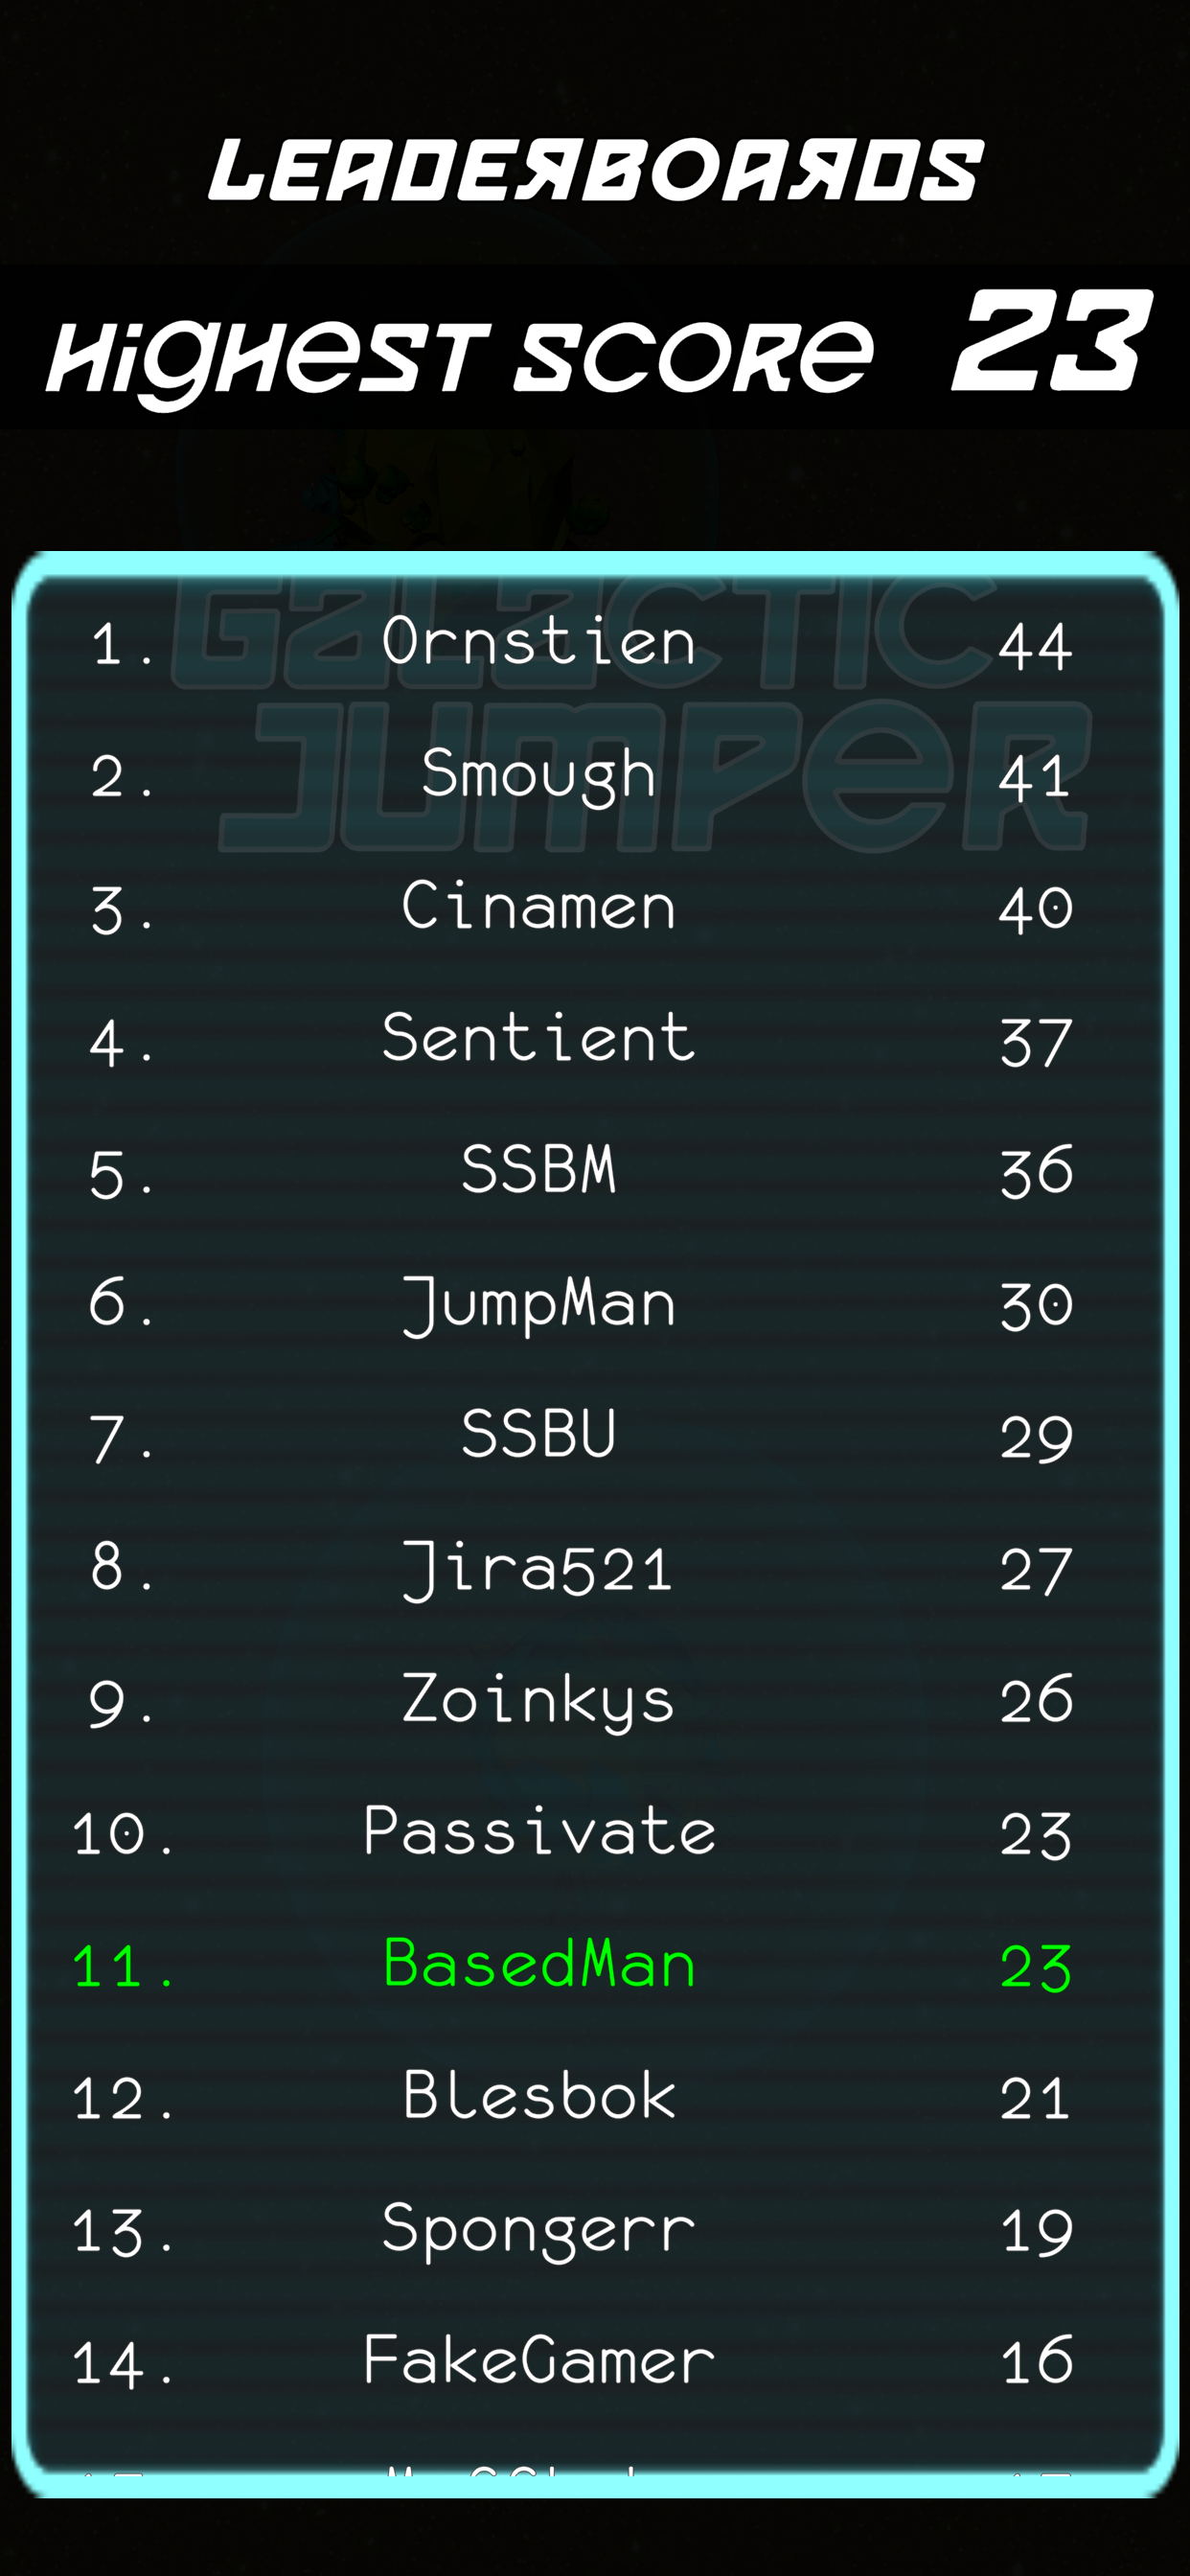 LEADERBOARDS
HigHeST SCORe 23
GaLaCTiC
JUMPeR
1. Ornstien 44
2. Smough 41
3. Cinamen 40
4. Sentient 37
5. SSBM 36
6. JumpMan 30
7. SSBU 29
8. Jira521 27
9. Zoinkys 26
10. Passivate 23
11. BasedMan 23
12. Blesbok 21
13. Spongerr 19
14. FakeGamer 16